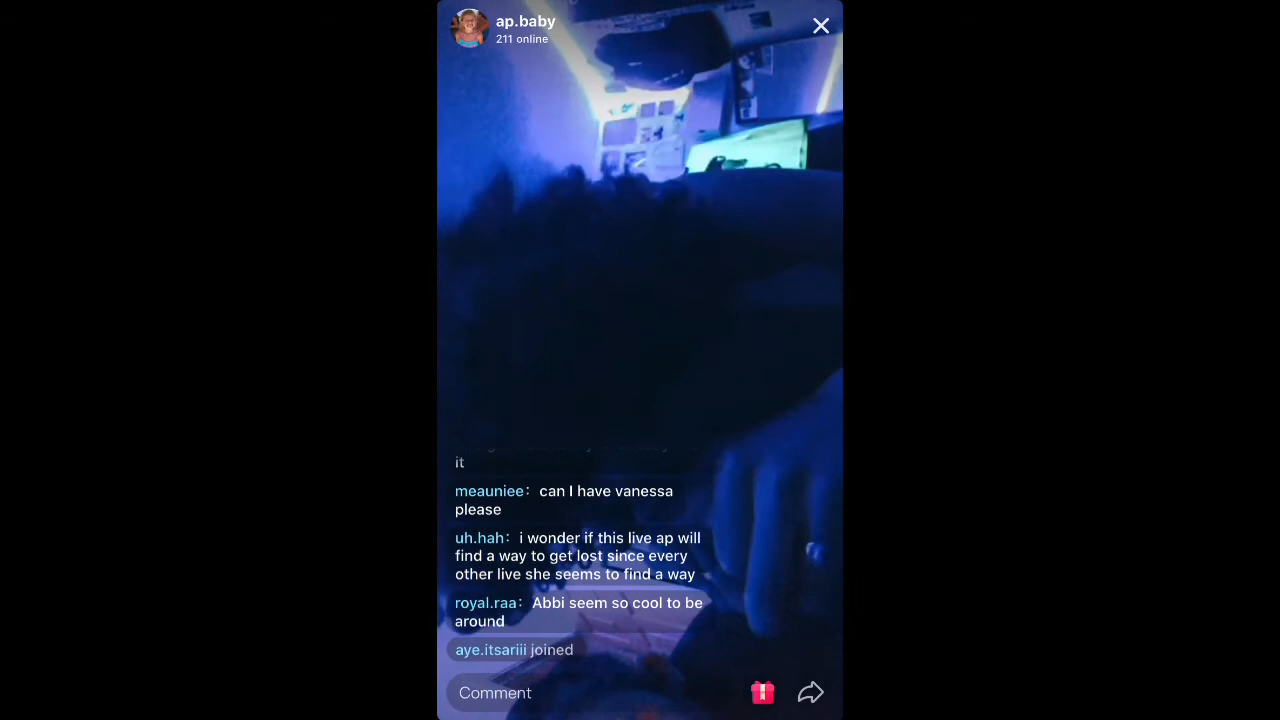 ap.baby
211 online
it
meauniee: can I have vanessa
please
uh.hah: i wonder if this live ap will
find a way to get lost since every
other live she seems to find a way
royal.raa: Abbi seem so cool to be
around
aye.itsariii joined
Comment